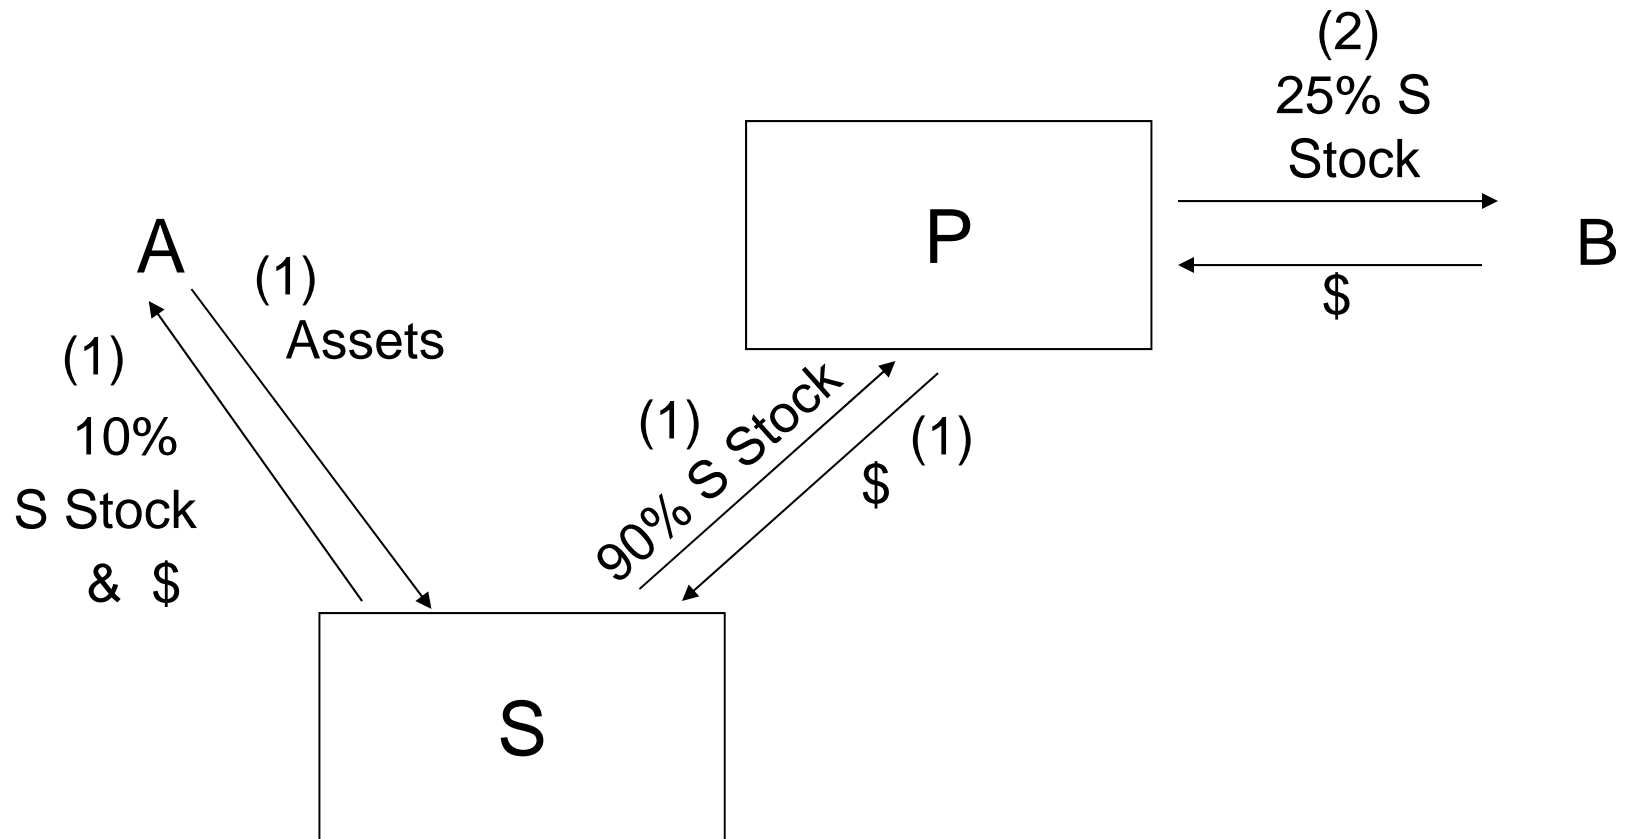 (2)
25% S
Stock
P
B
$
A
(1)
Assets
(1)
10%
S Stock
& $
(1)
90% S Stock
$ (1)
S